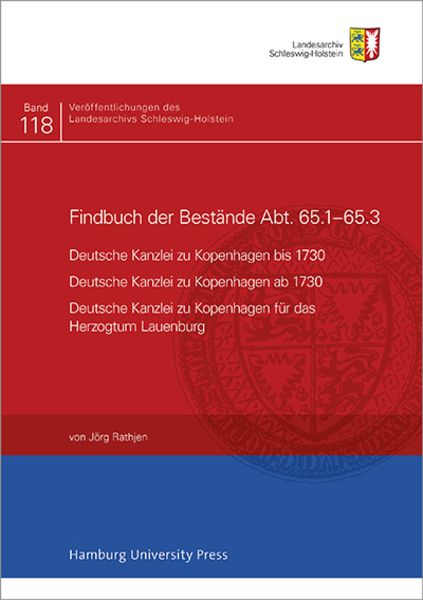 Landesarchiv
Schleswig-Holstein
Band
118
Veröffentlichungen des
Landesarchivs Schleswig-Holstein
Findbuch der Bestände Abt. 65.1–65.3
Deutsche Kanzlei zu Kopenhagen bis 1730
Deutsche Kanzlei zu Kopenhagen ab 1730
Deutsche Kanzlei zu Kopenhagen für das
Herzogtum Lauenburg
von Jörg Rathjen
Hamburg University Press